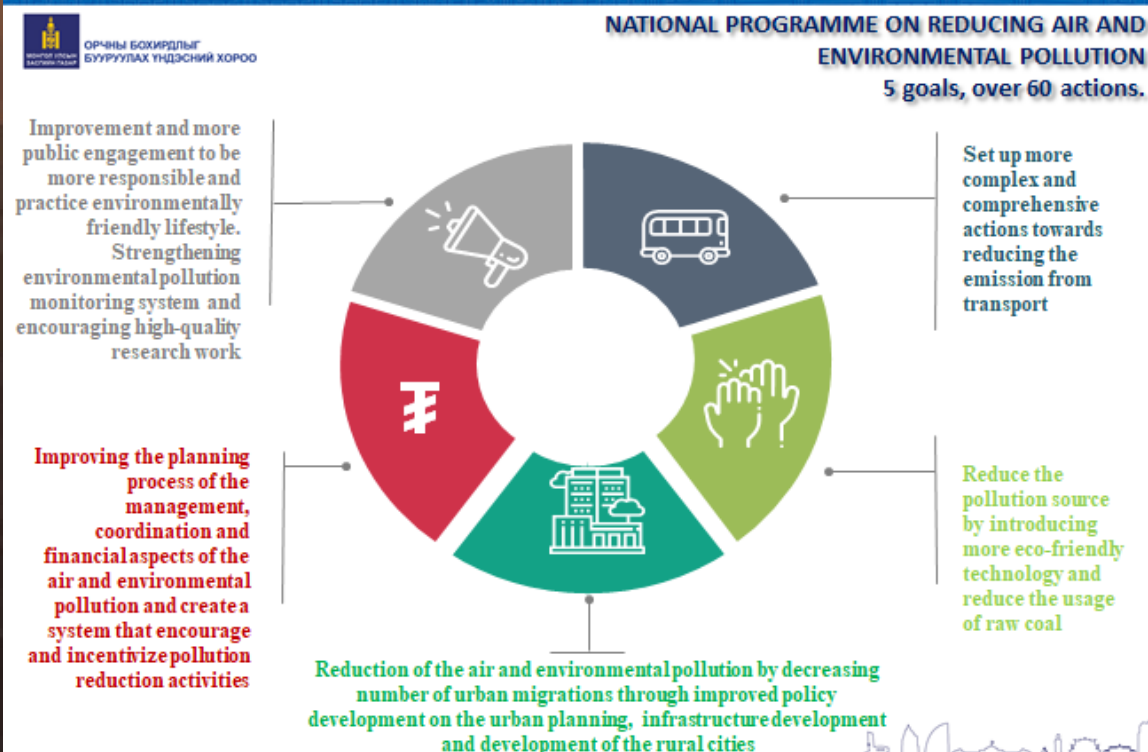 МОНГОЛ УЛСЫН
ЗАСГИЙН ГАЗАР
ОРЧНЫ БОХИРДЛЫГ
БУУРУУЛАХ ҮНДЭСНИЙ ХОРОО
NATIONAL PROGRAMME ON REDUCING AIR AND
ENVIRONMENTAL POLLUTION
5 goals, over 60 actions.
Improvement and more
public engagement to be
more responsible and
practice environmentally
friendly lifestyle.
Strengthening
environmental pollution
monitoring system and
encouraging high-quality
research work
Set up more
complex and
comprehensive
actions towards
reducing the
emission from
transport
₮
Improving the planning
process of the
management,
coordination and
financial aspects of the
air and environmental
pollution and create a
system that encourage
and incentivize pollution
reduction activities
Reduce the
pollution source
by introducing
more eco-friendly
technology and
reduce the usage
of raw coal
Reduction of the air and environmental pollution by decreasing
number of urban migrations through improved policy
development on the urban planning, infrastructure development
and development of the rural cities